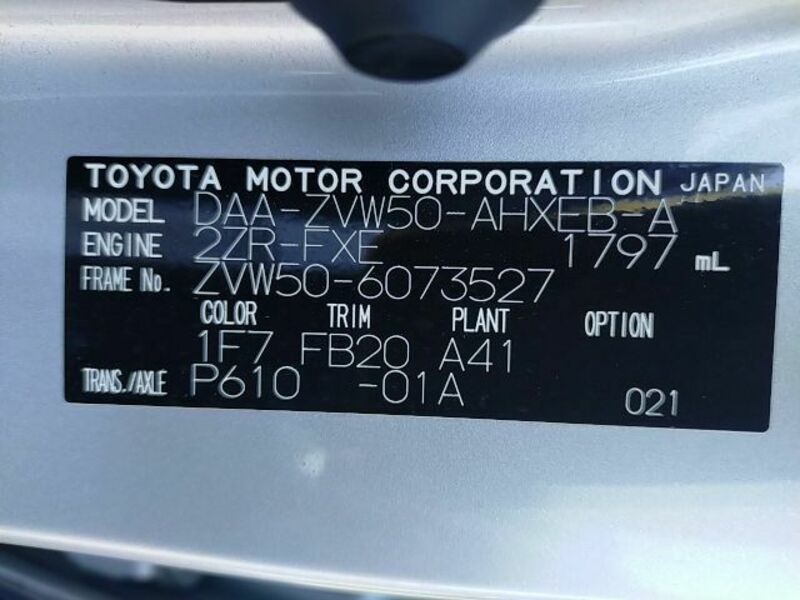 TOYOTA MOTOR CORPORATION JAPAN
MODEL DAA-ZVW50-AHXEB-A
ENGINE 2ZR-FXE 1797 mL
FRAME No. ZVW50-6073527
COLOR TRIM PLANT OPTION
1F7 FB20 A41
TRANS./AXLE P610 -01A 021